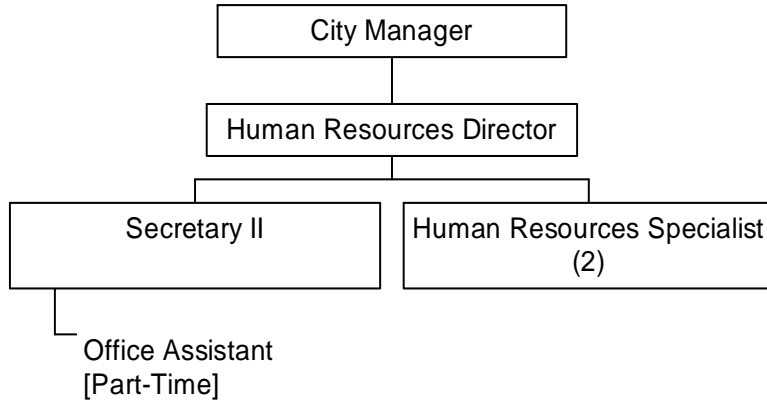 City Manager
Human Resources Director
Secretary II
Human Resources Specialist
(2)
Office Assistant
[Part-Time]